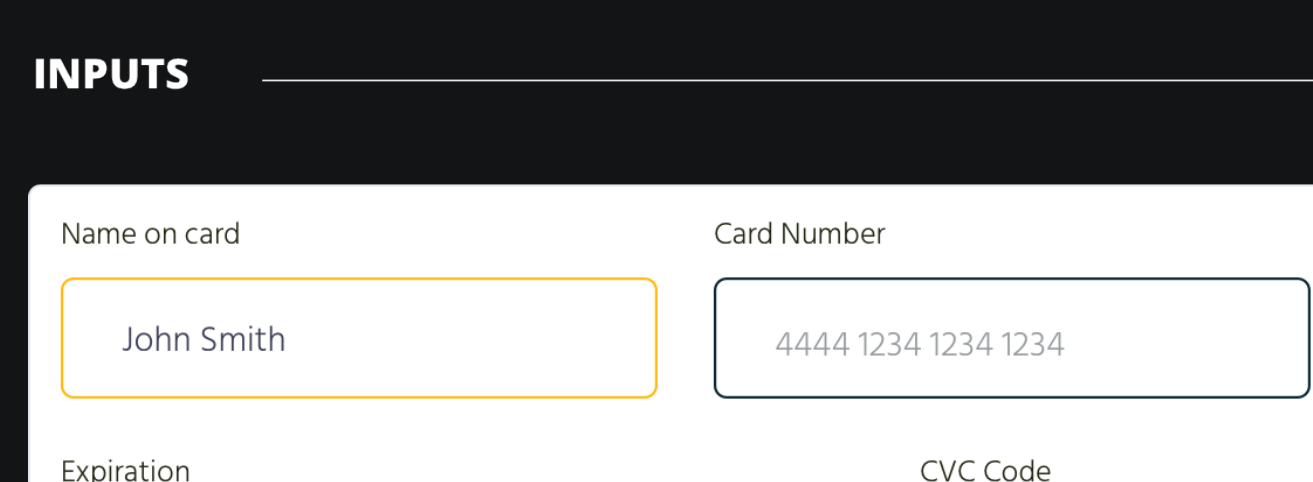 INPUTS
Name on card
Card Number
John Smith
4444 1234 1234 1234
Expiration
CVC Code